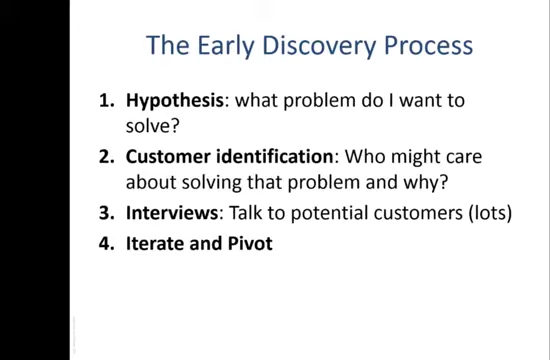 The Early Discovery Process
1. Hypothesis: what problem do I want to
solve?
2. Customer identification: Who might care
about solving that problem and why?
3. Interviews: Talk to potential customers (lots)
4. Iterate and Pivot